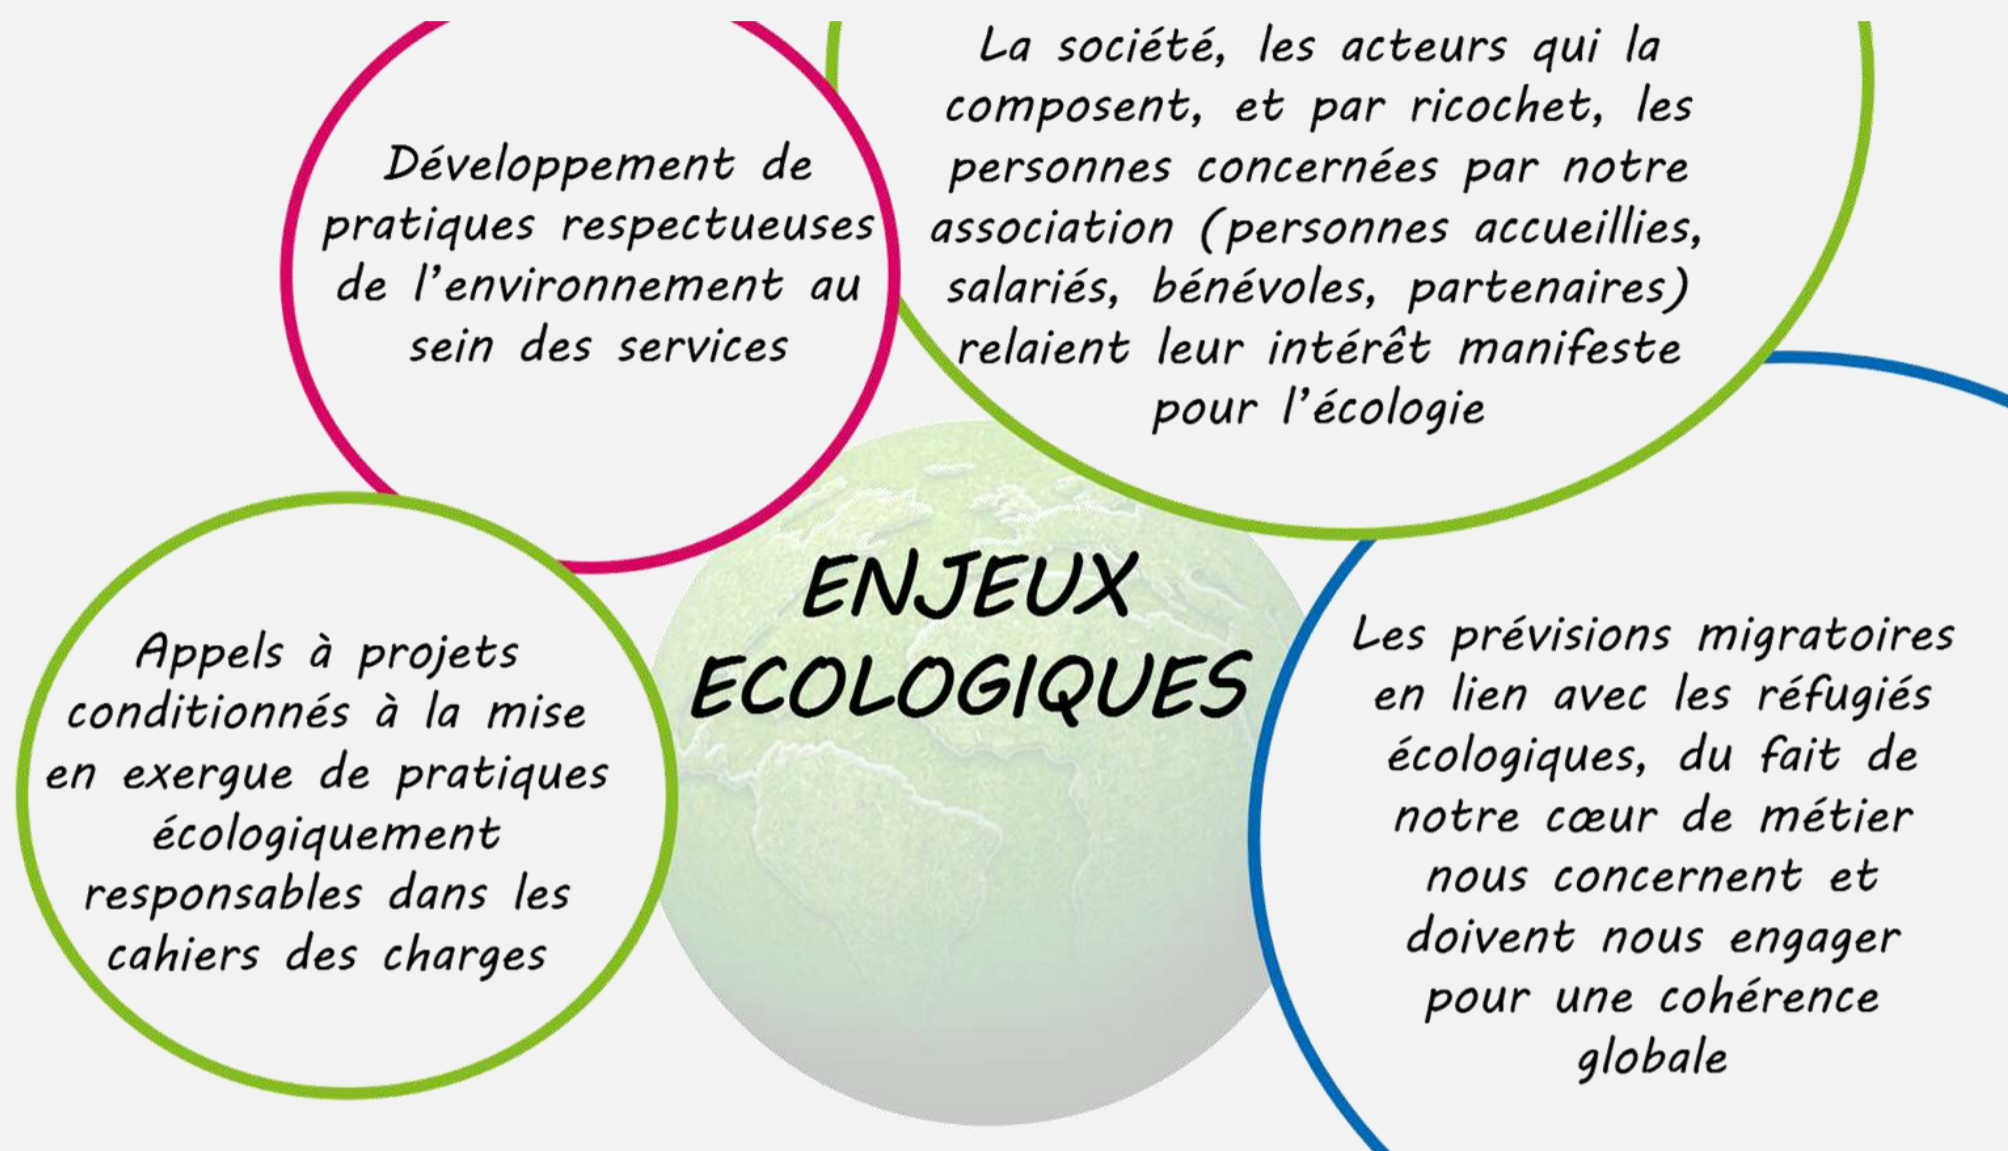 Développement de
pratiques respectueuses
de l'environnement au
sein des services
La société, les acteurs qui la
composent, et par ricochet, les
personnes concernées par notre
association (personnes accueillies,
salariés, bénévoles, partenaires)
relaient leur intérêt manifeste
pour l'écologie
ENJEUX
ECOLOGIQUES
Appels à projets
conditionnés à la mise
en exergue de pratiques
écologiquement
responsables dans les
cahiers des charges
Les prévisions migratoires
en lien avec les réfugiés
écologiques, du fait de
notre cœur de métier
nous concernent et
doivent nous engager
pour une cohérence
globale